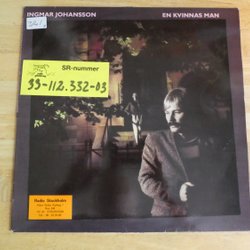 INGMAR JOHANSSON
EN KVINNAS MAN
SR-nummer
33-112.332-03
Radio Stockholm